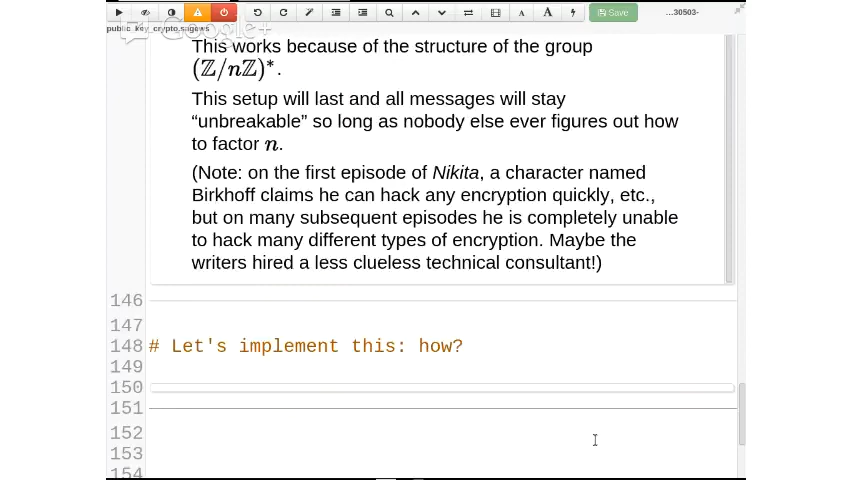 Save
...30503-
public_key_crypto.sagews
Google+
This works because of the structure of the group
(ℤ/nℤ)*.
This setup will last and all messages will stay
“unbreakable” so long as nobody else ever figures out how
to factor n.
(Note: on the first episode of Nikita, a character named
Birkhoff claims he can hack any encryption quickly, etc.,
but on many subsequent episodes he is completely unable
to hack many different types of encryption. Maybe the
writers hired a less clueless technical consultant!)
146
147
148 # Let's implement this: how?
149
150
151
152
153
154